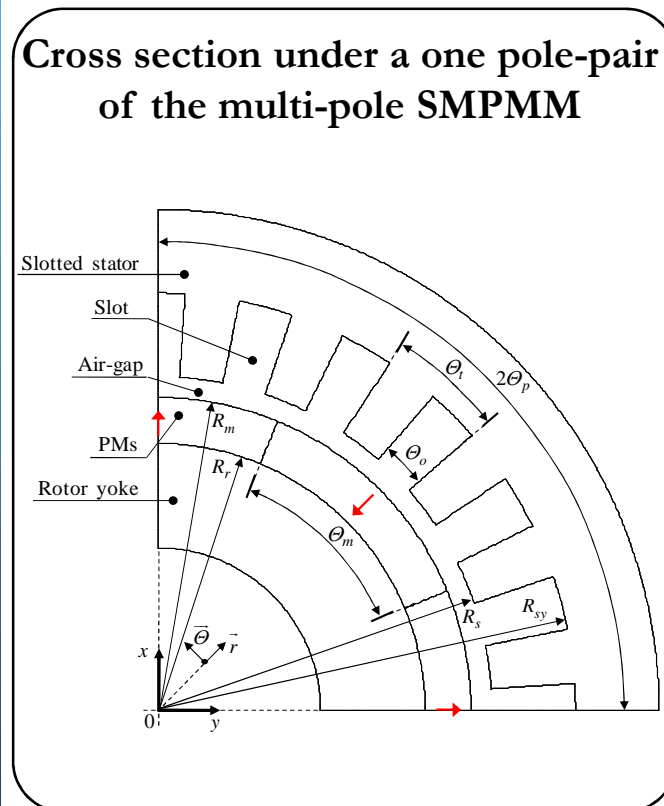 Cross section under a one pole-pair
of the multi-pole SMPMM
Slotted stator
Slot
Air-gap
PMs
Rotor yoke
R_m
R_r
Θ_t
2Θ_p
Θ_o
Θ_m
R_s
R_sy
Θ
r
x
0
y